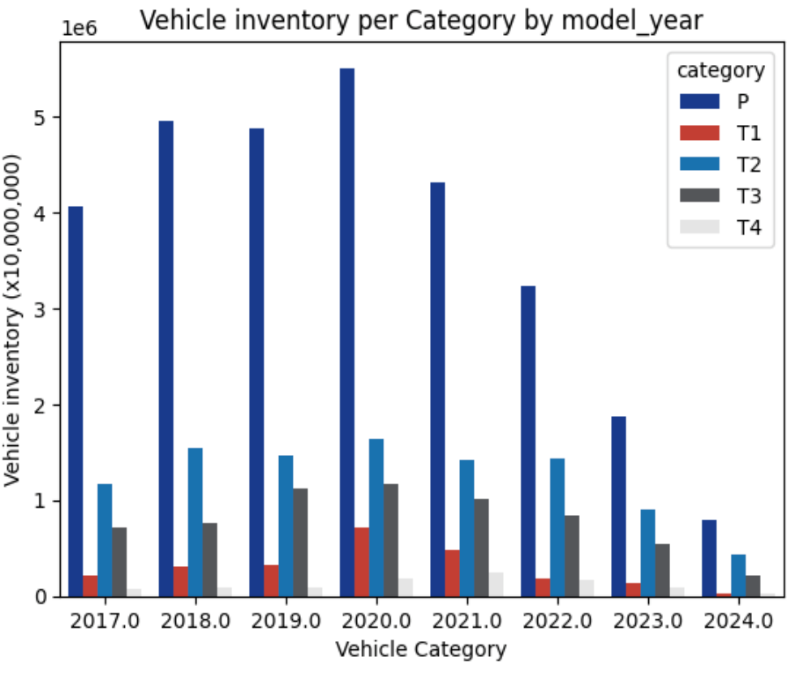 Vehicle inventory per Category by model_year
1e6
category
P
T1
T2
T3
T4
5
4
3
2
1
0
Vehicle inventory (x10,000,000)
2017.0 2018.0 2019.0 2020.0 2021.0 2022.0 2023.0 2024.0
Vehicle Category